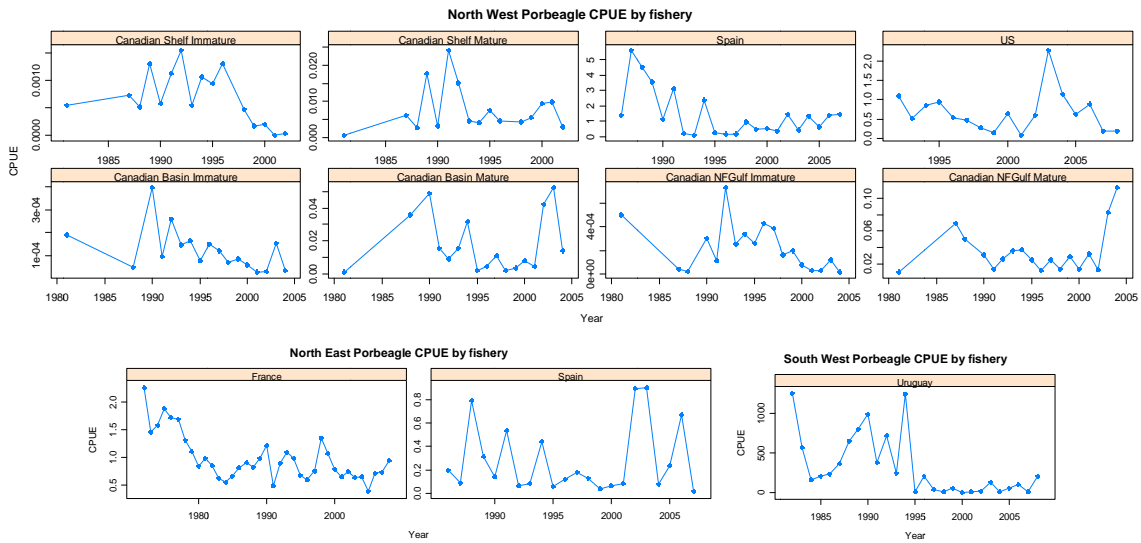 North West Porbeagle CPUE by fishery
Canadian Shelf Immature
Canadian Shelf Mature
Spain
US
0.0000 0.0010
0.000 0.010 0.020
0 1 2 3 4 5
0.0 0.5 1.0 1.5 2.0
1985 1990 1995 2000
1985 1990 1995 2000
1990 1995 2000 2005
1995 2000 2005
CPUE
Canadian Basin Immature
Canadian Basin Mature
Canadian NFGulf Immature
Canadian NFGulf Mature
1e-04 3e-04
0.00 0.02 0.04
0e+00 4e-04
0.02 0.06 0.10
1980 1985 1990 1995 2000 2005
1980 1985 1990 1995 2000 2005
1980 1985 1990 1995 2000 2005
1980 1985 1990 1995 2000 2005
Year
North East Porbeagle CPUE by fishery
France
Spain
CPUE
0.5 1.0 1.5 2.0
0.0 0.2 0.4 0.6 0.8
1980 1990 2000
1990 1995 2000 2005
Year
South West Porbeagle CPUE by fishery
Uruguay
CPUE
0 500 1000
1985 1990 1995 2000 2005
Year